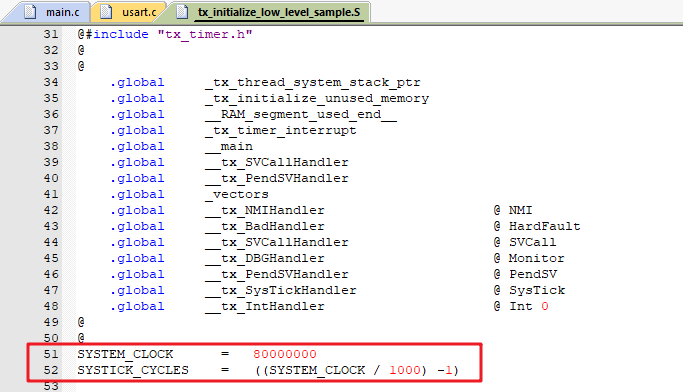 main.c usart.c tx_initialize_low_level_sample.S
31 @#include "tx_timer.h"
32 @
33 @
34 .global _tx_thread_system_stack_ptr
35 .global _tx_initialize_unused_memory
36 .global __RAM_segment_used_end__
37 .global _tx_timer_interrupt
38 .global __main
39 .global __tx_SVCallHandler
40 .global __tx_PendSVHandler
41 .global _vectors
42 .global __tx_NMIHandler @ NMI
43 .global __tx_BadHandler @ HardFault
44 .global __tx_SVCallHandler @ SVCall
45 .global __tx_DBGHandler @ Monitor
46 .global __tx_PendSVHandler @ PendSV
47 .global __tx_SysTickHandler @ SysTick
48 .global __tx_IntHandler @ Int 0
49 @
50 @
51 SYSTEM_CLOCK = 80000000
52 SYSTICK_CYCLES = ((SYSTEM_CLOCK / 1000) -1)
53